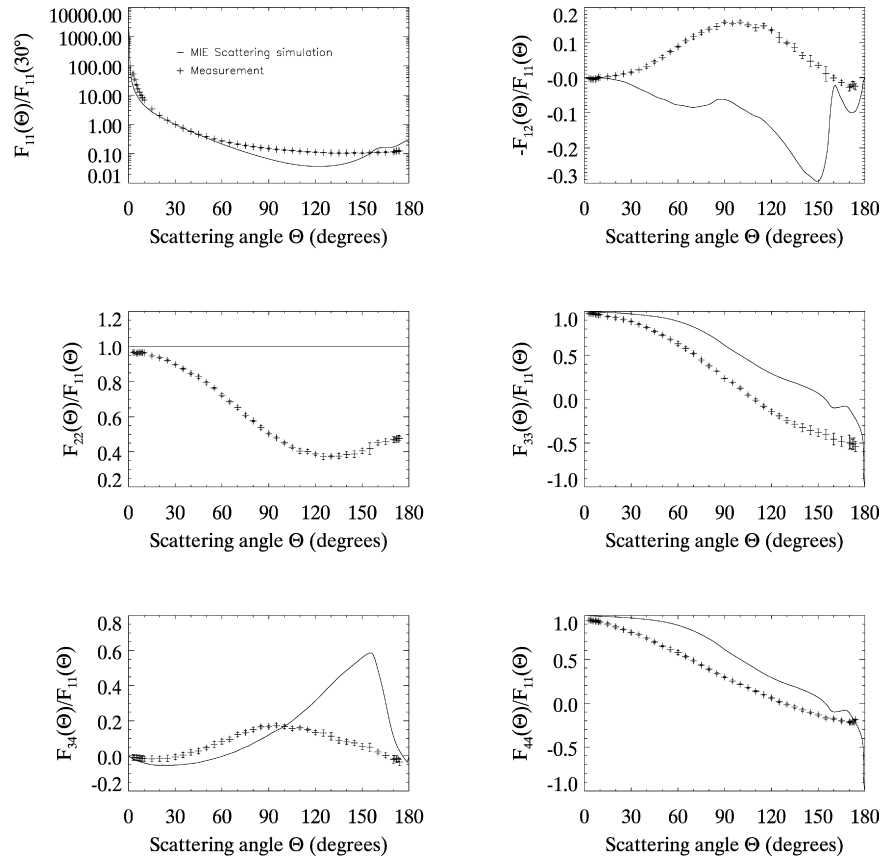 10000.00
1000.00
100.00
10.00
1.00
0.10
0.01
F11(Θ)/F11(30°)
MIE Scattering simulation
Measurement
0 30 60 90 120 150 180
Scattering angle Θ (degrees)
0.2
0.1
-0.0
-0.1
-0.2
-0.3
-F12(Θ)/F11(Θ)
0 30 60 90 120 150 180
Scattering angle Θ (degrees)
1.2
1.0
0.8
0.6
0.4
0.2
F22(Θ)/F11(Θ)
0 30 60 90 120 150 180
Scattering angle Θ (degrees)
1.0
0.5
0.0
-0.5
-1.0
F33(Θ)/F11(Θ)
0 30 60 90 120 150 180
Scattering angle Θ (degrees)
0.8
0.6
0.4
0.2
0.0
-0.2
F34(Θ)/F11(Θ)
0 30 60 90 120 150 180
Scattering angle Θ (degrees)
1.0
0.5
0.0
-0.5
-1.0
F44(Θ)/F11(Θ)
0 30 60 90 120 150 180
Scattering angle Θ (degrees)